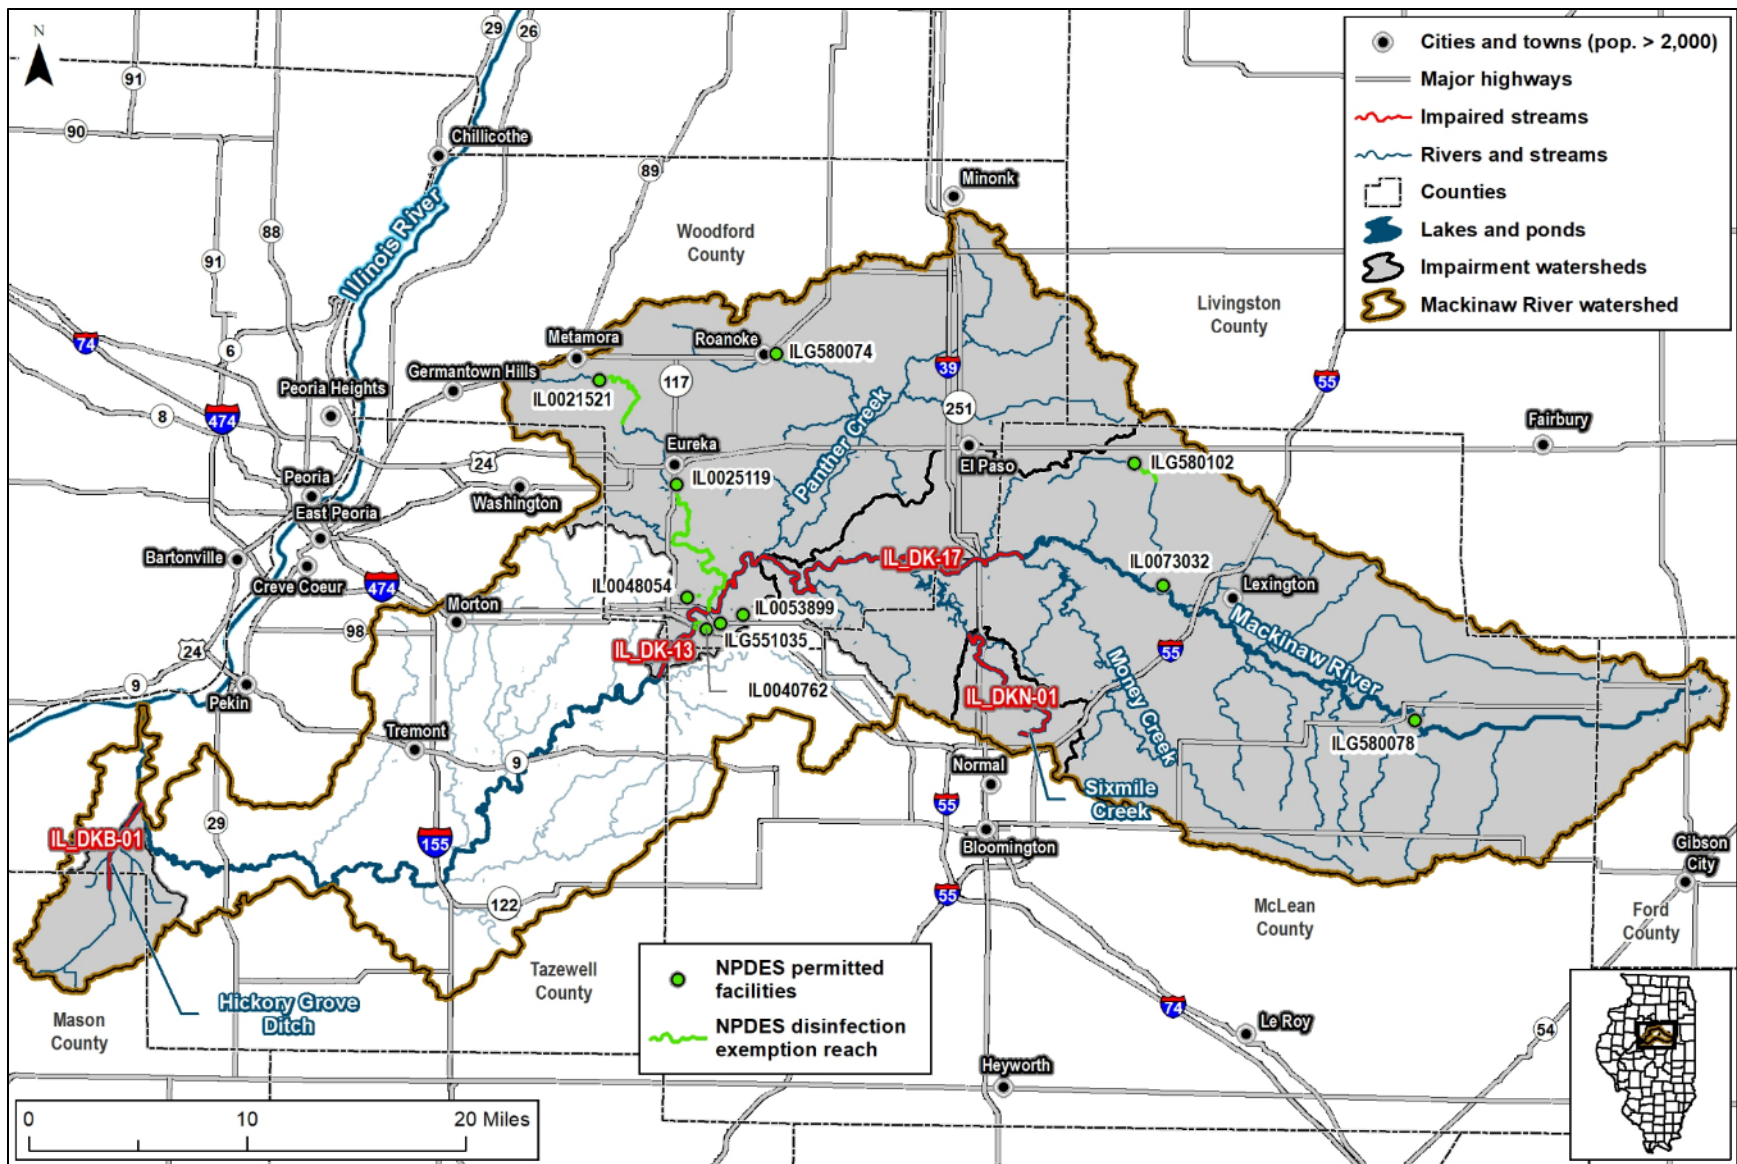 N
29
26
91
90
Chillicothe
89
Minonk
Illinois River
Woodford
County
88
91
Livingston
County
Cities and towns (pop. > 2,000)
Major highways
Impaired streams
Rivers and streams
Counties
Lakes and ponds
Impairment watersheds
Mackinaw River watershed
74
6
Metamora
Roanoke
ILG580074
39
55
Germantown Hills
Peoria Heights
IL0021521
117
251
8
474
Panther Creek
Fairbury
Eureka
El Paso
24
ILG580102
Peoria
IL0025119
Washington
East Peoria
Bartonville
IL_DK-17
IL0073032
Creve Coeur
474
IL0048054
Lexington
Morton
IL0053899
98
ILG551035
Mackinaw River
24
IL_DK-13
55
9
IL0040762
IL_DKN-01
Money Creek
Pekin
Tremont
ILG580078
9
Normal
Sixmile
Creek
29
55
IL_DKB-01
155
Bloomington
Gibson
City
55
122
McLean
County
Ford
County
Tazewell
County
NPDES permitted
facilities
NPDES disinfection
exemption reach
Hickory Grove
Ditch
Mason
County
74
Le Roy
54
Heyworth
0
10
20 Miles